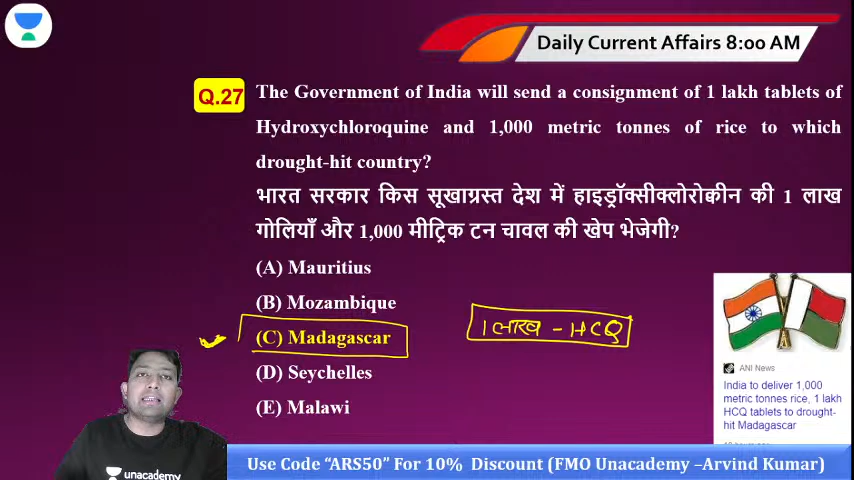 Daily Current Affairs 8:00 AM
Q.27
The Government of India will send a consignment of 1 lakh tablets of
Hydroxychloroquine and 1,000 metric tonnes of rice to which
drought-hit country?
भारत सरकार किस सूखाग्रस्त देश में हाइड्रॉक्सीक्लोरोक्वीन की 1 लाख
गोलियाँ और 1,000 मीट्रिक टन चावल की खेप भेजेगी?
(A) Mauritius
(B) Mozambique
(C) Madagascar
(D) Seychelles
(E) Malawi
1 लाख - HCQ
ANI News
India to deliver 1,000
metric tonnes rice, 1 lakh
HCQ tablets to drought-
hit Madagascar
unacademy
Use Code “ARS50” For 10% Discount (FMO Unacademy –Arvind Kumar)